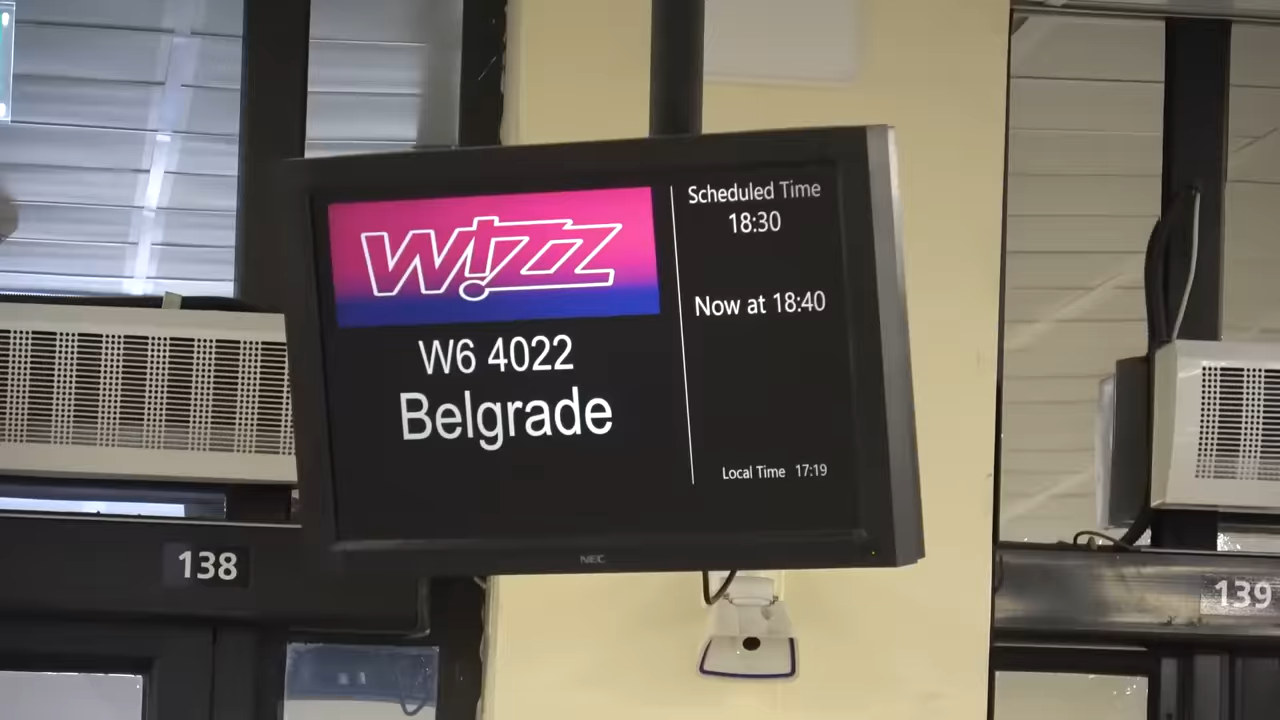 Wizz
W6 4022
Belgrade
Scheduled Time
18:30
Now at 18:40
Local Time 17:19
NEC
138
139